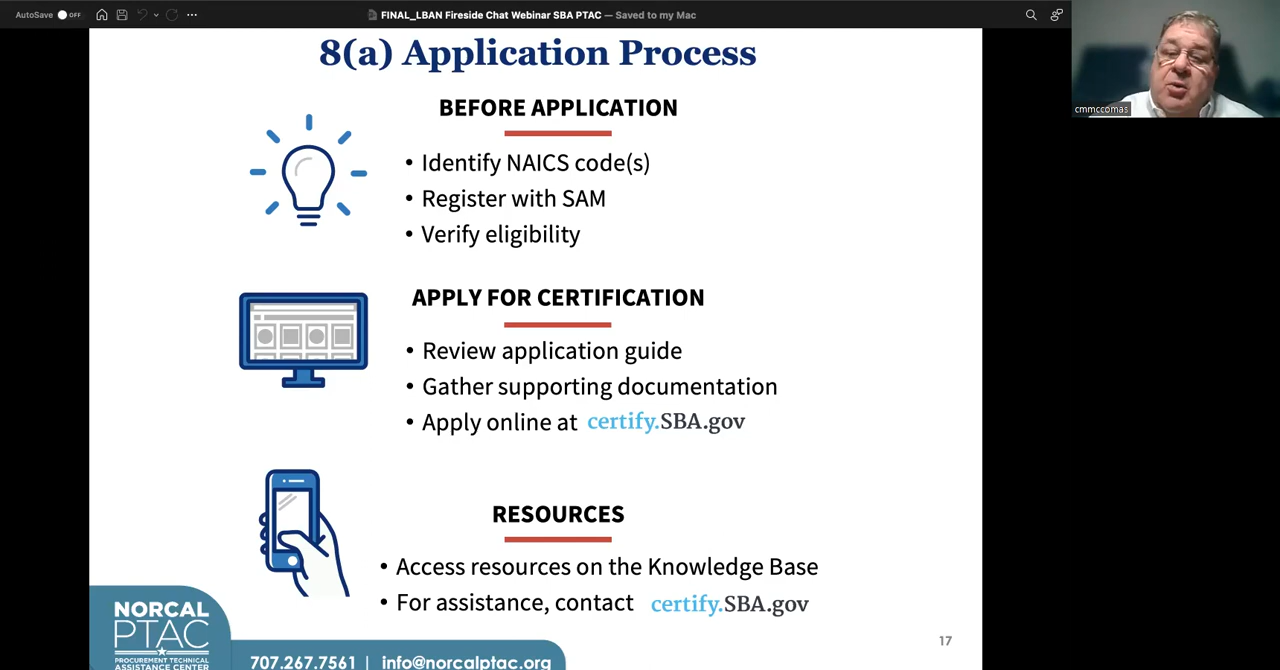 AutoSave OFF
FINAL_LBAN Fireside Chat Webinar SBA PTAC — Saved to my Mac
cmmccomas
8(a) Application Process
BEFORE APPLICATION
• Identify NAICS code(s)
• Register with SAM
• Verify eligibility
APPLY FOR CERTIFICATION
• Review application guide
• Gather supporting documentation
• Apply online at certify.SBA.gov
RESOURCES
• Access resources on the Knowledge Base
• For assistance, contact certify.SBA.gov
NORCAL
PTAC
PROCUREMENT TECHNICAL
ASSISTANCE CENTER
707.267.7561 | info@norcalptac.org
17